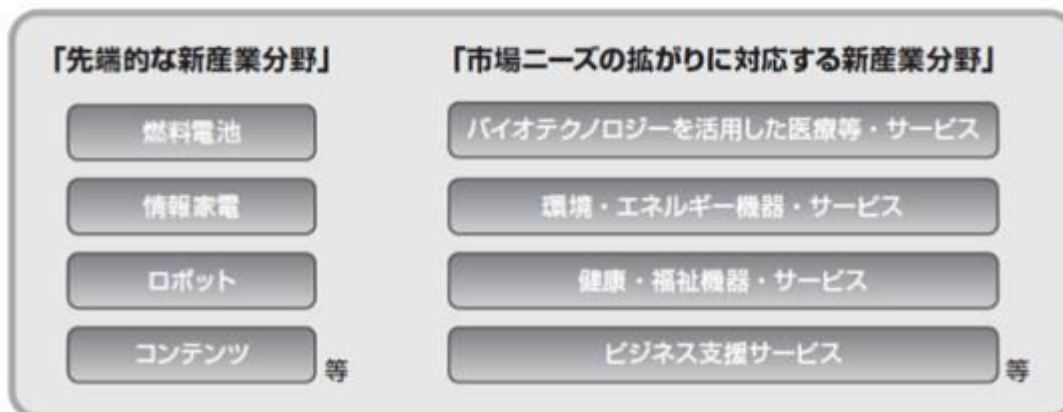 「先端的な新産業分野」
燃料電池
情報家電
ロボット
コンテンツ
等
「市場ニーズの拡がりに対応する新産業分野」
バイオテクノロジーを活用した医療等・サービス
環境・エネルギー機器・サービス
健康・福祉機器・サービス
ビジネス支援サービス
等